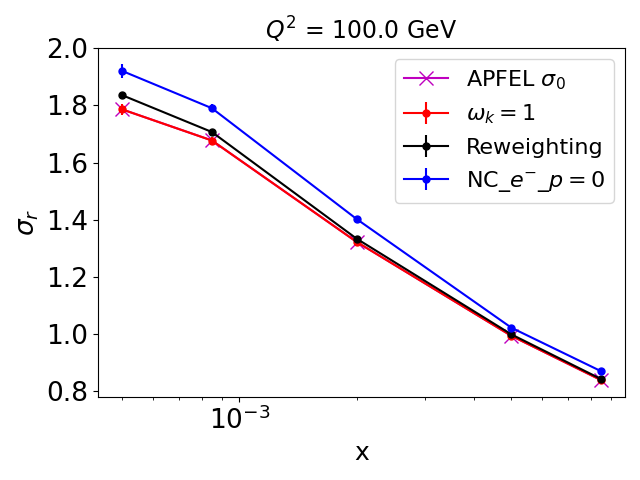 Q² = 100.0 GeV
2.0
1.8
1.6
1.4
1.2
1.0
0.8
σᵣ
APFEL σ₀
ωₖ = 1
Reweighting
NC_e⁻_p = 0
10⁻³
x